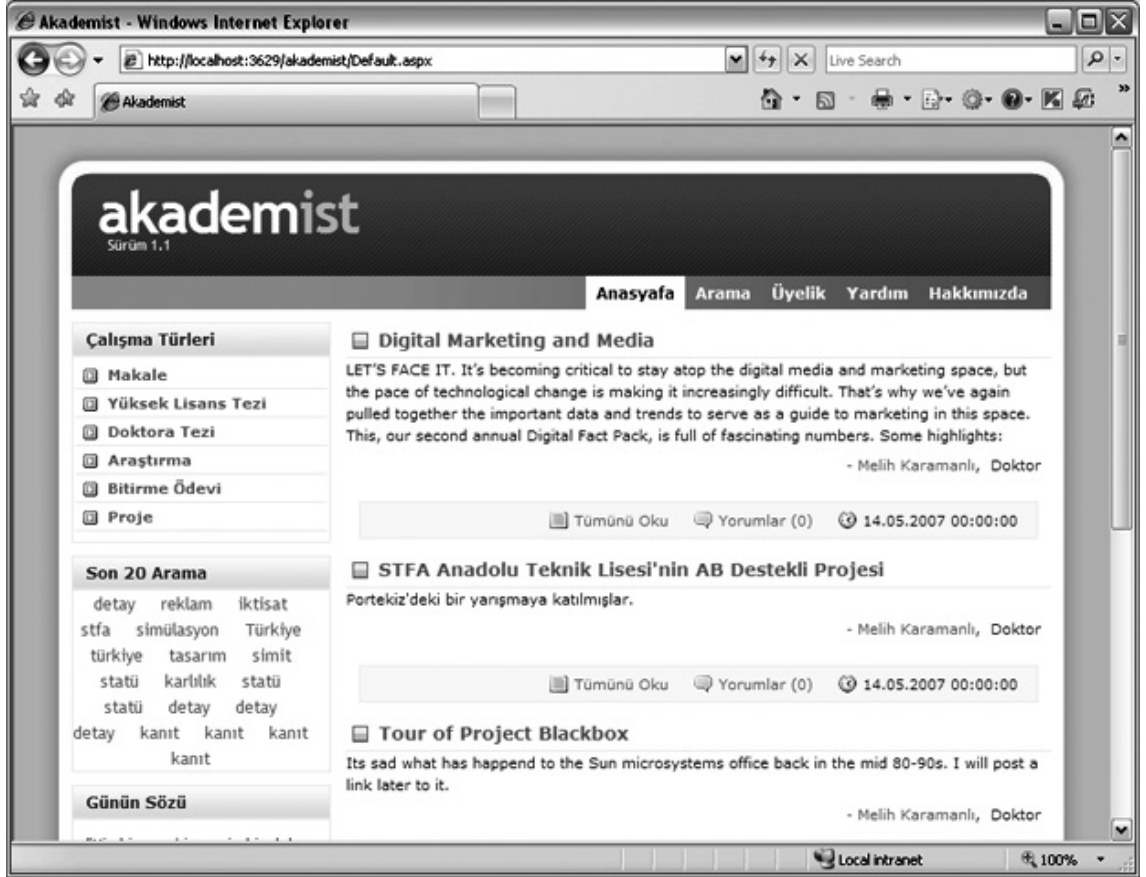 Akademist - Windows Internet Explorer
http://localhost:3629/akademist/Default.aspx
Live Search
Akademist
akademist
Sürüm 1.1
Anasyafa Arama Üyelik Yardım Hakkımızda
Çalışma Türleri
Makale
Yüksek Lisans Tezi
Doktora Tezi
Araştırma
Bitirme Ödevi
Proje
Son 20 Arama
detay reklam iktisat
stfa simülasyon Türkiye
türkiye tasarım simit
statü karlılık statü
statü detay detay
detay kanıt kanıt kanıt
kanıt
Günün Sözü
Digital Marketing and Media
LET'S FACE IT. It's becoming critical to stay atop the digital media and marketing space, but
the pace of technological change is making it increasingly difficult. That's why we've again
pulled together the important data and trends to serve as a guide to marketing in this space.
This, our second annual Digital Fact Pack, is full of fascinating numbers. Some highlights:
- Melih Karamanlı, Doktor
Tümünü Oku Yorumlar (0) 14.05.2007 00:00:00
STFA Anadolu Teknik Lisesi'nin AB Destekli Projesi
Portekiz'deki bir yarışmaya katılmışlar.
- Melih Karamanlı, Doktor
Tümünü Oku Yorumlar (0) 14.05.2007 00:00:00
Tour of Project Blackbox
Its sad what has happend to the Sun microsystems office back in the mid 80-90s. I will post a
link later to it.
- Melih Karamanlı, Doktor
Local intranet
100%